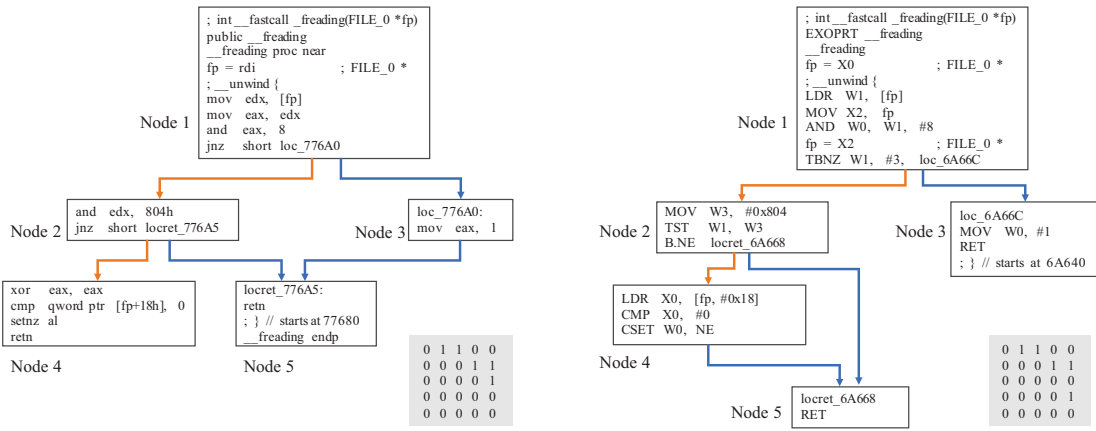 ; int __fastcall _freading(FILE_0 *fp)
public __freading
__freading proc near
fp = rdi ; FILE_0 *
; __unwind {
mov edx, [fp]
mov eax, edx
and eax, 8
jnz short loc_776A0
Node 1
and edx, 804h
jnz short locret_776A5
Node 2
loc_776A0:
mov eax, 1
Node 3
xor eax, eax
cmp qword ptr [fp+18h], 0
setnz al
retn
Node 4
locret_776A5:
retn
; } // starts at 77680
__freading endp
Node 5
0 1 1 0 0
0 0 0 1 1
0 0 0 0 1
0 0 0 0 0
0 0 0 0 0
; int __fastcall _freading(FILE_0 *fp)
EXOPRT __freading
__freading
fp = X0 ; FILE_0 *
; __unwind {
LDR W1, [fp]
MOV X2, fp
AND W0, W1, #8
fp = X2 ; FILE_0 *
TBNZ W1, #3, loc_6A66C
Node 1
MOV W3, #0x804
TST W1, W3
B.NE locret_6A668
Node 2
loc_6A66C
MOV W0, #1
RET
; } // starts at 6A640
Node 3
LDR X0, [fp, #0x18]
CMP X0, #0
CSET W0, NE
Node 4
locret_6A668
RET
Node 5
0 1 1 0 0
0 0 0 1 1
0 0 0 0 0
0 0 0 0 1
0 0 0 0 0